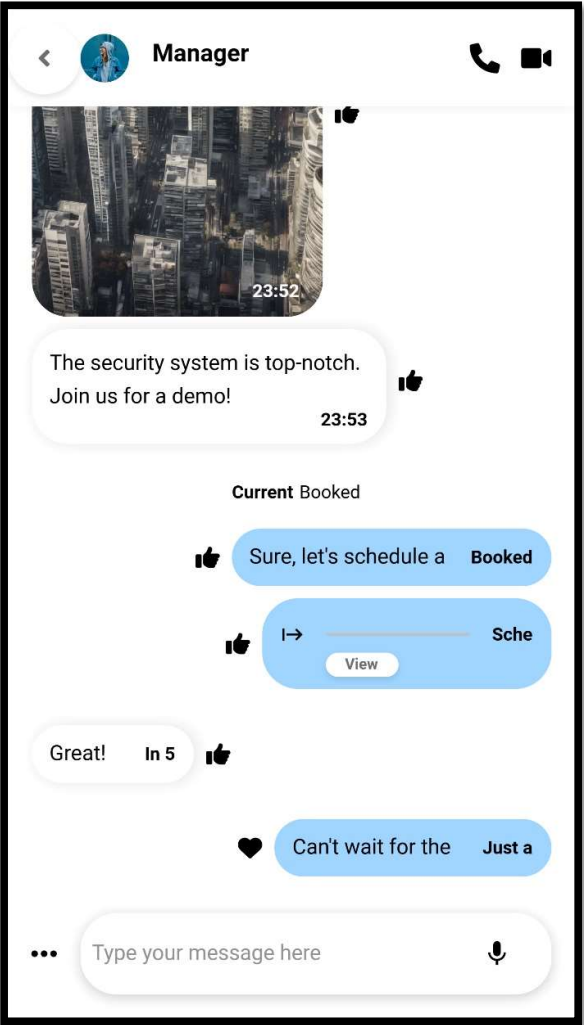 Manager
23:52
The security system is top-notch.
Join us for a demo!
23:53
Current Booked
Sure, let's schedule a Booked
Sche
View
Great! In 5
Can't wait for the Just a
Type your message here